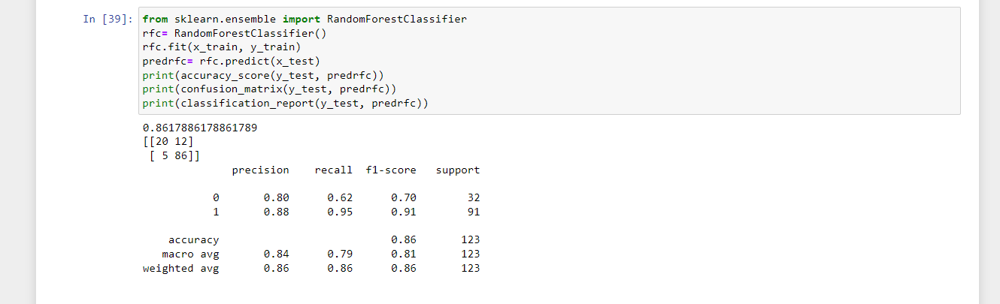 In [39]: from sklearn.ensemble import RandomForestClassifier
rfc= RandomForestClassifier()
rfc.fit(x_train, y_train)
predrfc= rfc.predict(x_test)
print(accuracy_score(y_test, predrfc))
print(confusion_matrix(y_test, predrfc))
print(classification_report(y_test, predrfc))
0.8617886178861789
[[20 12]
 [ 5 86]]
precision recall f1-score support
0 0.80 0.62 0.70 32
1 0.88 0.95 0.91 91
accuracy 0.86 123
macro avg 0.84 0.79 0.81 123
weighted avg 0.86 0.86 0.86 123